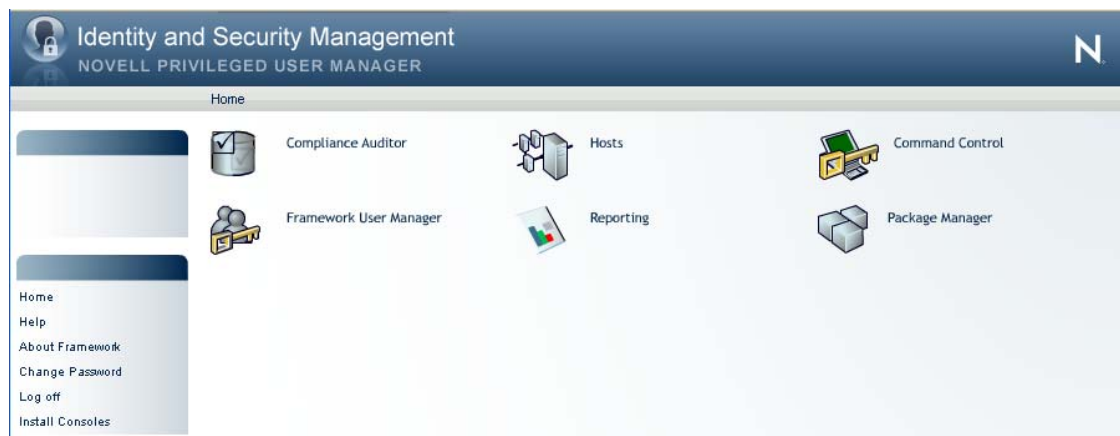 Identity and Security Management
NOVELL PRIVILEGED USER MANAGER
N
Home
Compliance Auditor
Hosts
Command Control
Framework User Manager
Reporting
Package Manager
Home
Help
About Framework
Change Password
Log off
Install Consoles